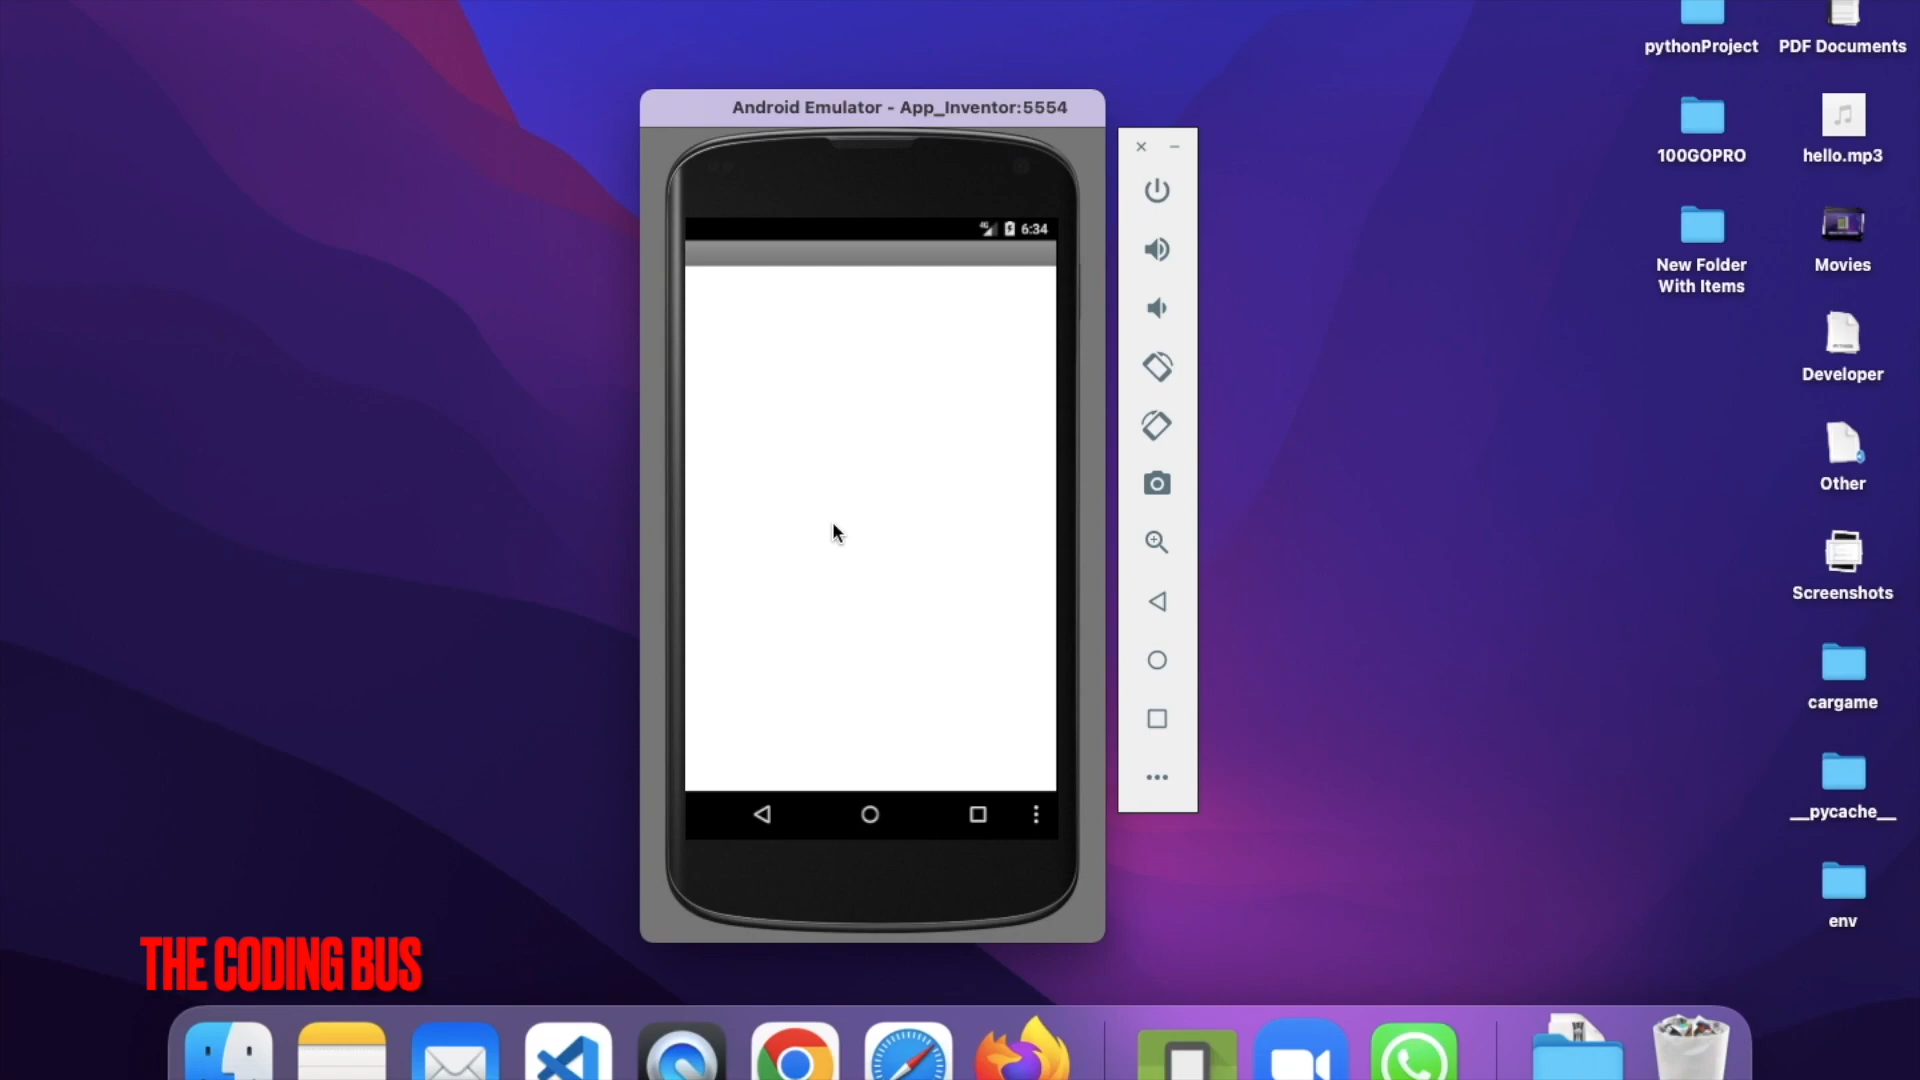 pythonProject
PDF Documents
Android Emulator - App_Inventor:5554
100GOPRO
hello.mp3
6:34
New Folder
With Items
Movies
Developer
Other
Screenshots
cargame
__pycache__
env
THE CODING BUS